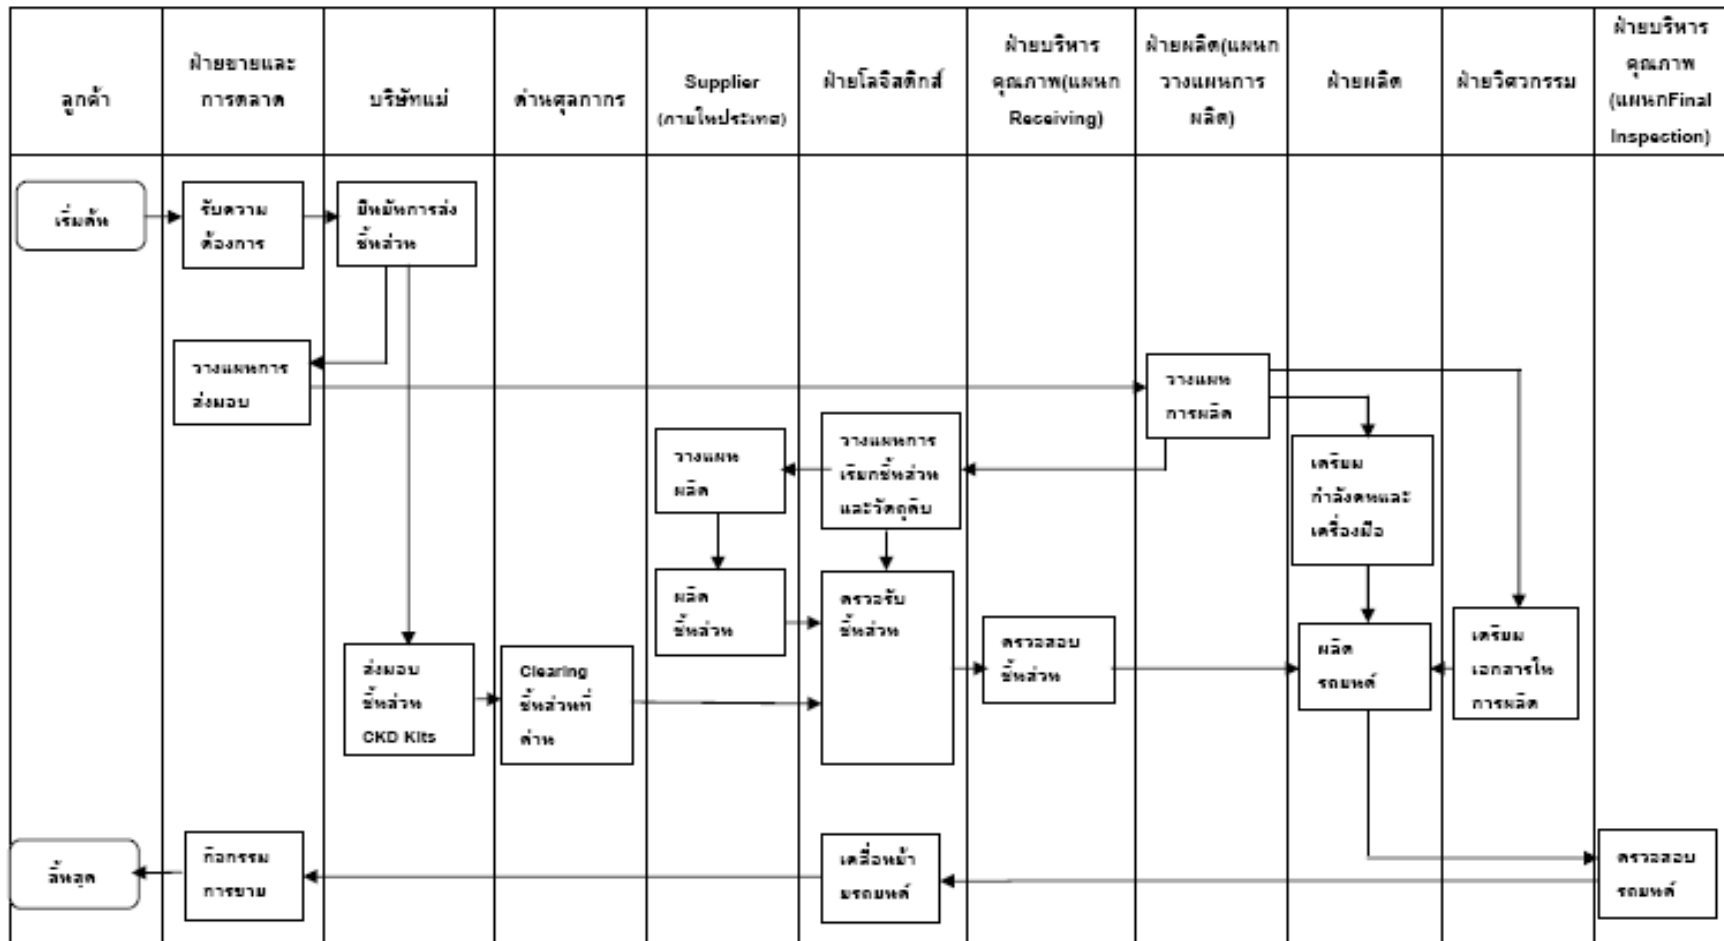 ลูกค้า
ฝ่ายขายและ
การตลาด
บริษัทแม่
ด่านศุลกากร
Supplier
(ภายในประเทศ)
ฝ่ายโลจิสติกส์
ฝ่ายบริหาร
คุณภาพ(แผนก
Receiving)
ฝ่ายผลิต(แผนก
วางแผนการ
ผลิต)
ฝ่ายผลิต
ฝ่ายวิศวกรรม
ฝ่ายบริหาร
คุณภาพ
(แผนกFinal
Inspection)
เริ่มต้น
รับความ
ต้องการ
ยืนยันการส่ง
ชิ้นส่วน
วางแผนการ
ส่งมอบ
วางแผน
การผลิต
วางแผน
ผลิต
วางแผนการ
เรียกชิ้นส่วน
และวัตถุดิบ
เตรียม
กำลังคนและ
เครื่องมือ
ผลิต
ชิ้นส่วน
ตรวจรับ
ชิ้นส่วน
ส่งมอบ
ชิ้นส่วน
CKD Kits
Clearing
ชิ้นส่วนที่
ด่าน
ตรวจสอบ
ชิ้นส่วน
ผลิต
รถยนต์
เตรียม
เอกสารใน
การผลิต
สิ้นสุด
กิจกรรม
การขาย
เคลื่อนย้า
ยรถยนต์
ตรวจสอบ
รถยนต์